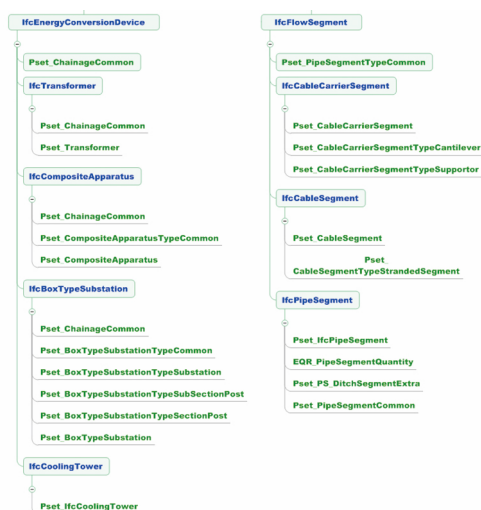 IfcEnergyConversionDevice
Pset_ChainageCommon
IfcTransformer
Pset_ChainageCommon
Pset_Transformer
IfcCompositeApparatus
Pset_ChainageCommon
Pset_CompositeApparatusTypeCommon
Pset_CompositeApparatus
IfcBoxTypeSubstation
Pset_ChainageCommon
Pset_BoxTypeSubstationTypeCommon
Pset_BoxTypeSubstationTypeSubstation
Pset_BoxTypeSubstationTypeSubSectionPost
Pset_BoxTypeSubstationTypeSectionPost
Pset_BoxTypeSubstation
IfcCoolingTower
Pset_IfcCoolingTower
IfcFlowSegment
Pset_PipeSegmentTypeCommon
IfcCableCarrierSegment
Pset_CableCarrierSegment
Pset_CableCarrierSegmentTypeCantilever
Pset_CableCarrierSegmentTypeSupportor
IfcCableSegment
Pset_CableSegment
Pset_
CableSegmentTypeStrandedSegment
IfcPipeSegment
Pset_IfcPipeSegment
EQR_PipeSegmentQuantity
Pset_PS_DitchSegmentExtra
Pset_PipeSegmentCommon